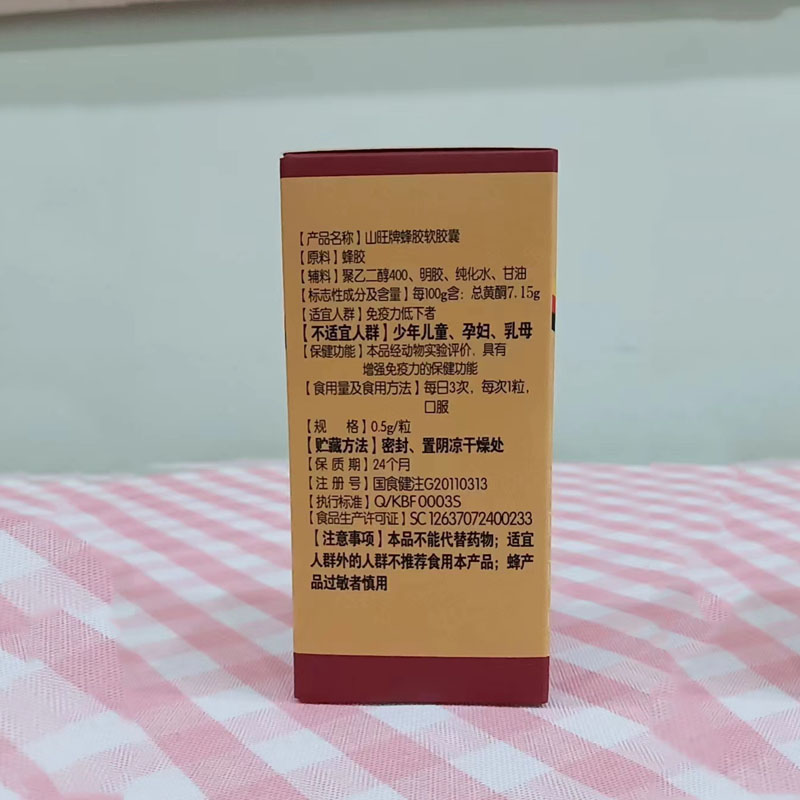 【产品名称】山旺牌蜂胶软胶囊
【原料】蜂胶
【辅料】聚乙二醇400、明胶、纯化水、甘油
【标志性成分及含量】每100g含：总黄酮7.15g
【适宜人群】免疫力低下者
【不适宜人群】少年儿童、孕妇、乳母
【保健功能】本品经动物实验评价，具有
增强免疫力的保健功能
【食用量及食用方法】每日3次，每次1粒，
口服
【规 格】0.5g/粒
【贮藏方法】密封、置阴凉干燥处
【保 质 期】24个月
【注 册 号】国食健注G20110313
【执行标准】Q/KBF0003S
【食品生产许可证】SC12637072400233
【注意事项】本品不能代替药物；适宜
人群外的人群不推荐食用本产品；蜂产
品过敏者慎用